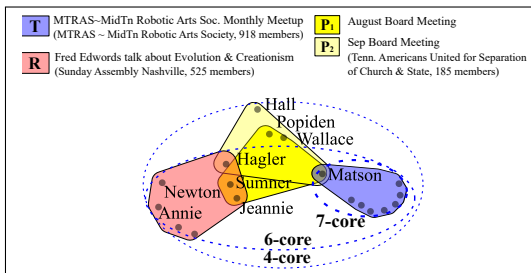 T
MTRAS~MidTn Robotic Arts Soc. Monthly Meetup
(MTRAS ~ MidTn Robotic Arts Society, 918 members)
R
Fred Edwords talk about Evolution & Creationism
(Sunday Assembly Nashville, 525 members)
P₁
August Board Meeting
P₂
Sep Board Meeting
(Tenn. Americans United for Separation
of Church & State, 185 members)
Hall
Popiden
Wallace
Hagler
Matson
Newton
Sumner
Annie
Jeannie
7-core
6-core
4-core